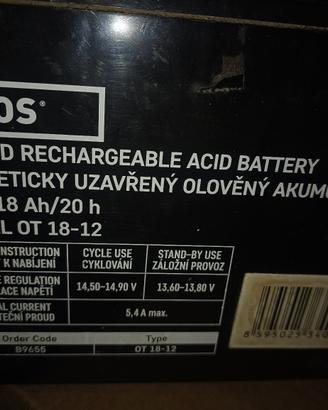 OS®
D RECHARGEABLE ACID BATTERY
ETICKY UZAVŘENÝ OLOVĚNÝ AKUMU
18 Ah/20 h
L OT 18-12
NSTRUCTION CYCLE USE STAND-BY USE
K NABÍJENÍ CYKLOVÁNÍ ZÁLOŽNÍ PROVOZ
E REGULATION 14,50-14,90 V 13,60-13,80 V
ACE NAPĚTÍ
AL CURRENT 5,4 A max.
TEČNÍ PROUD
Order Code Type
B9655 OT 18-12